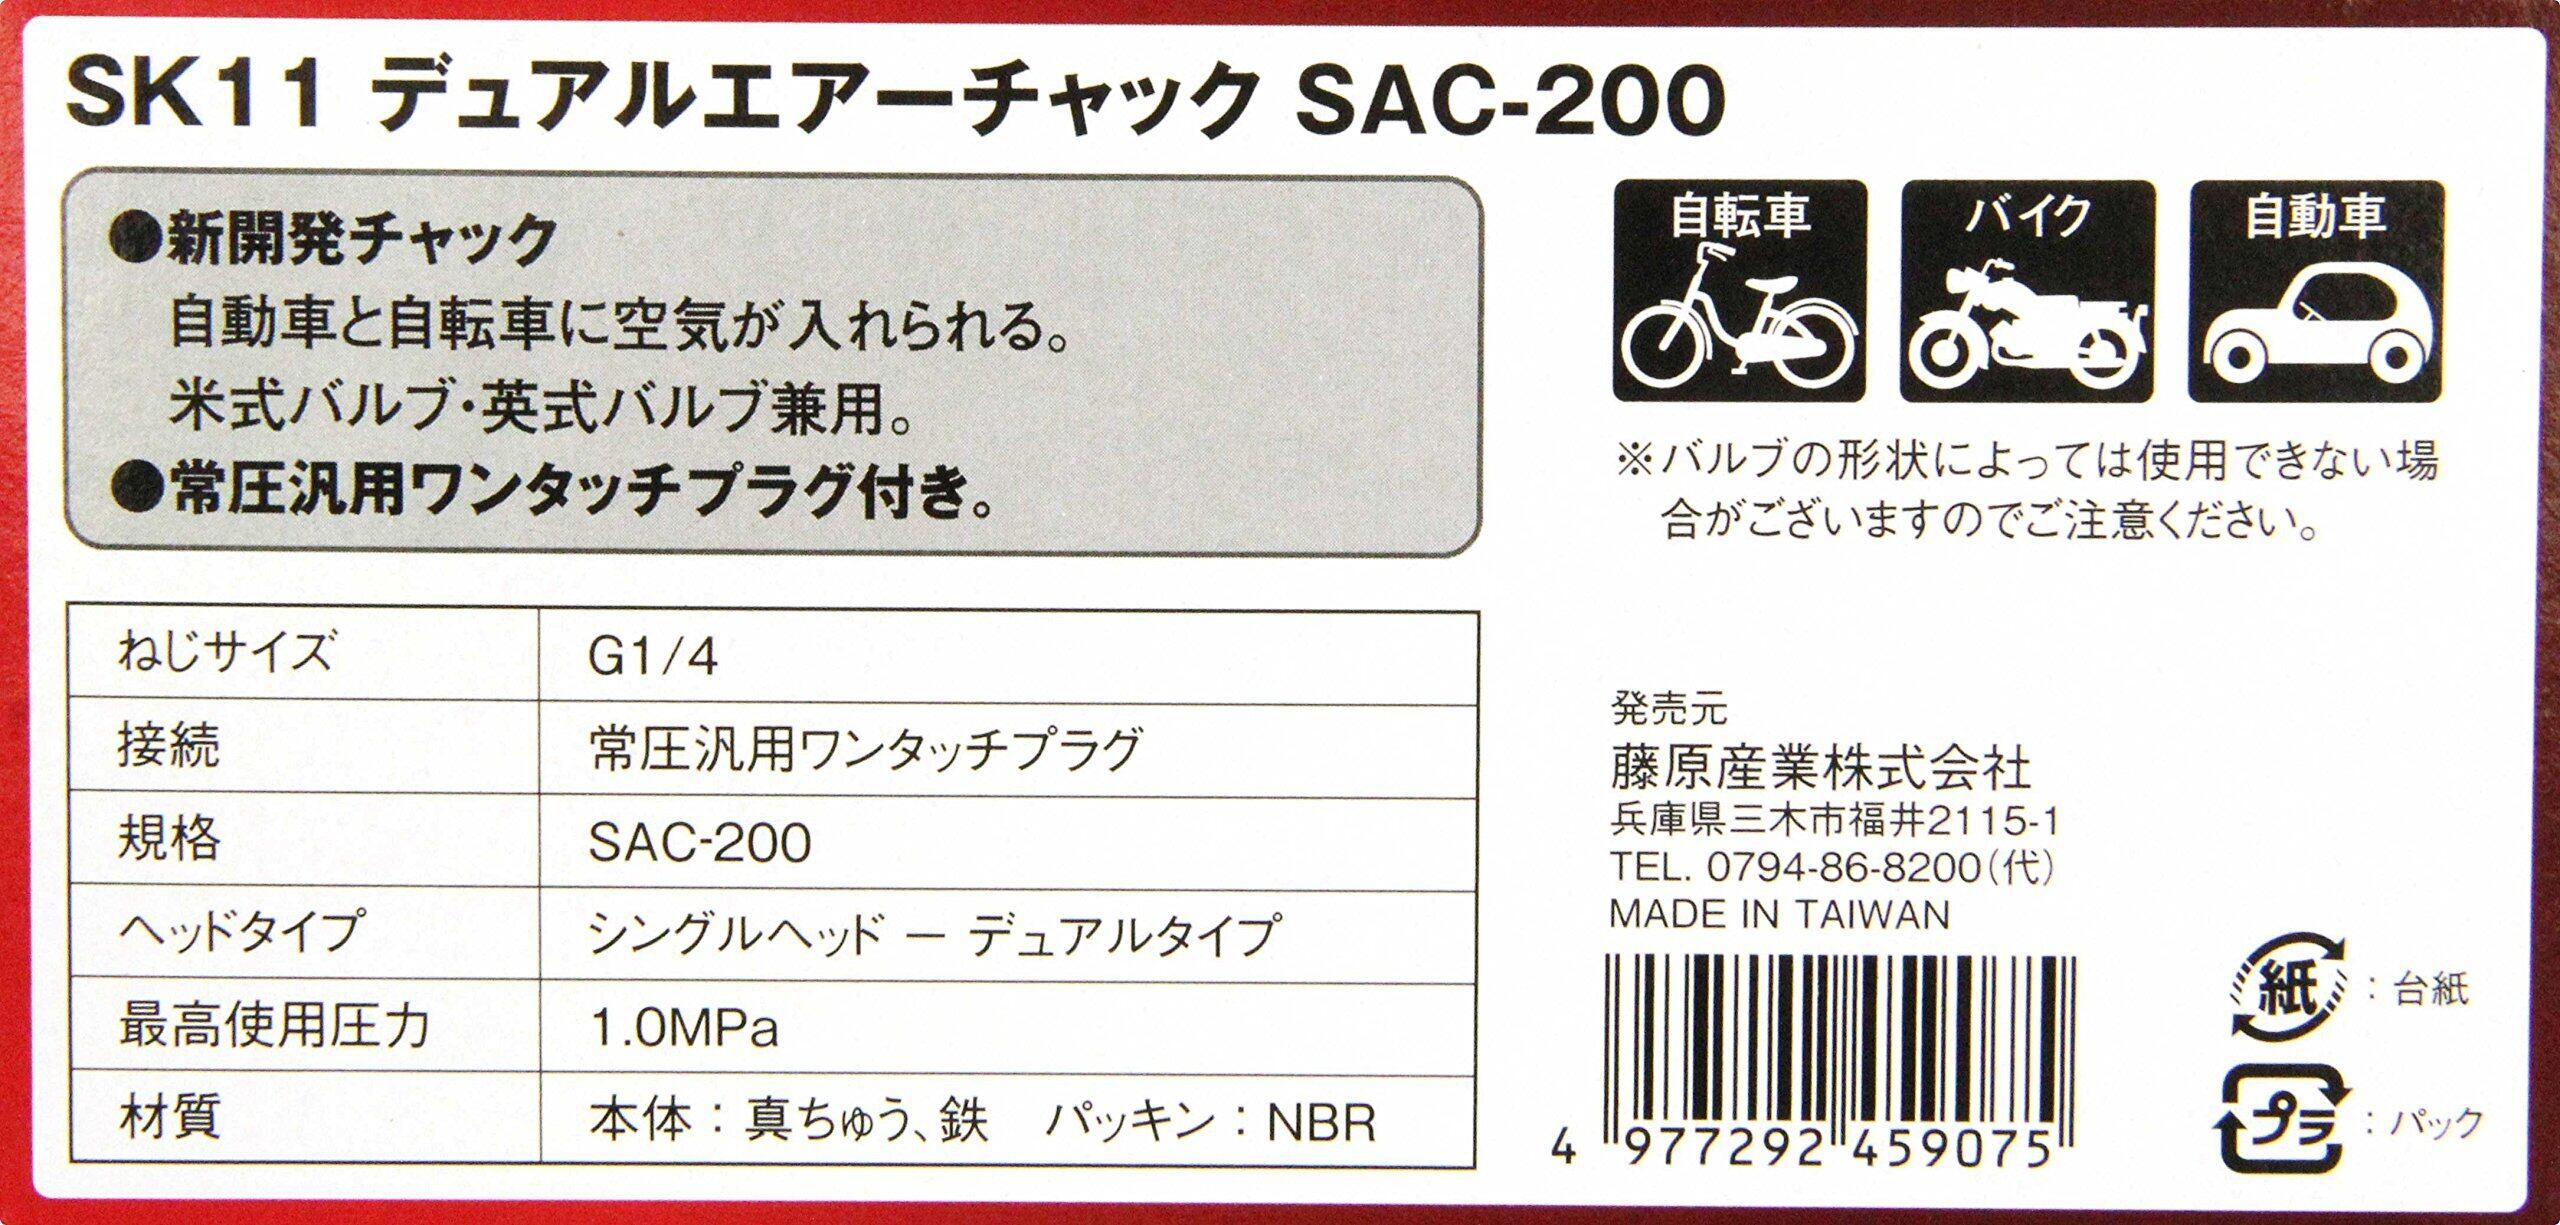 SK11 デュアルエアーチャック SAC-200
●新開発チャック
自動車と自転車に空気が入れられる。
米式バルブ・英式バルブ兼用。
●常圧汎用ワンタッチプラグ付き。
自転車 バイク 自動車
※バルブの形状によっては使用できない場
合がございますのでご注意ください。
ねじサイズ G1/4
接続 常圧汎用ワンタッチプラグ
規格 SAC-200
ヘッドタイプ シングルヘッド － デュアルタイプ
最高使用圧力 1.0MPa
材質 本体：真ちゅう、鉄 パッキン：NBR
発売元
藤原産業株式会社
兵庫県三木市福井2115-1
TEL. 0794-86-8200（代）
MADE IN TAIWAN
4 977292 459075
紙：台紙
プラ：パック